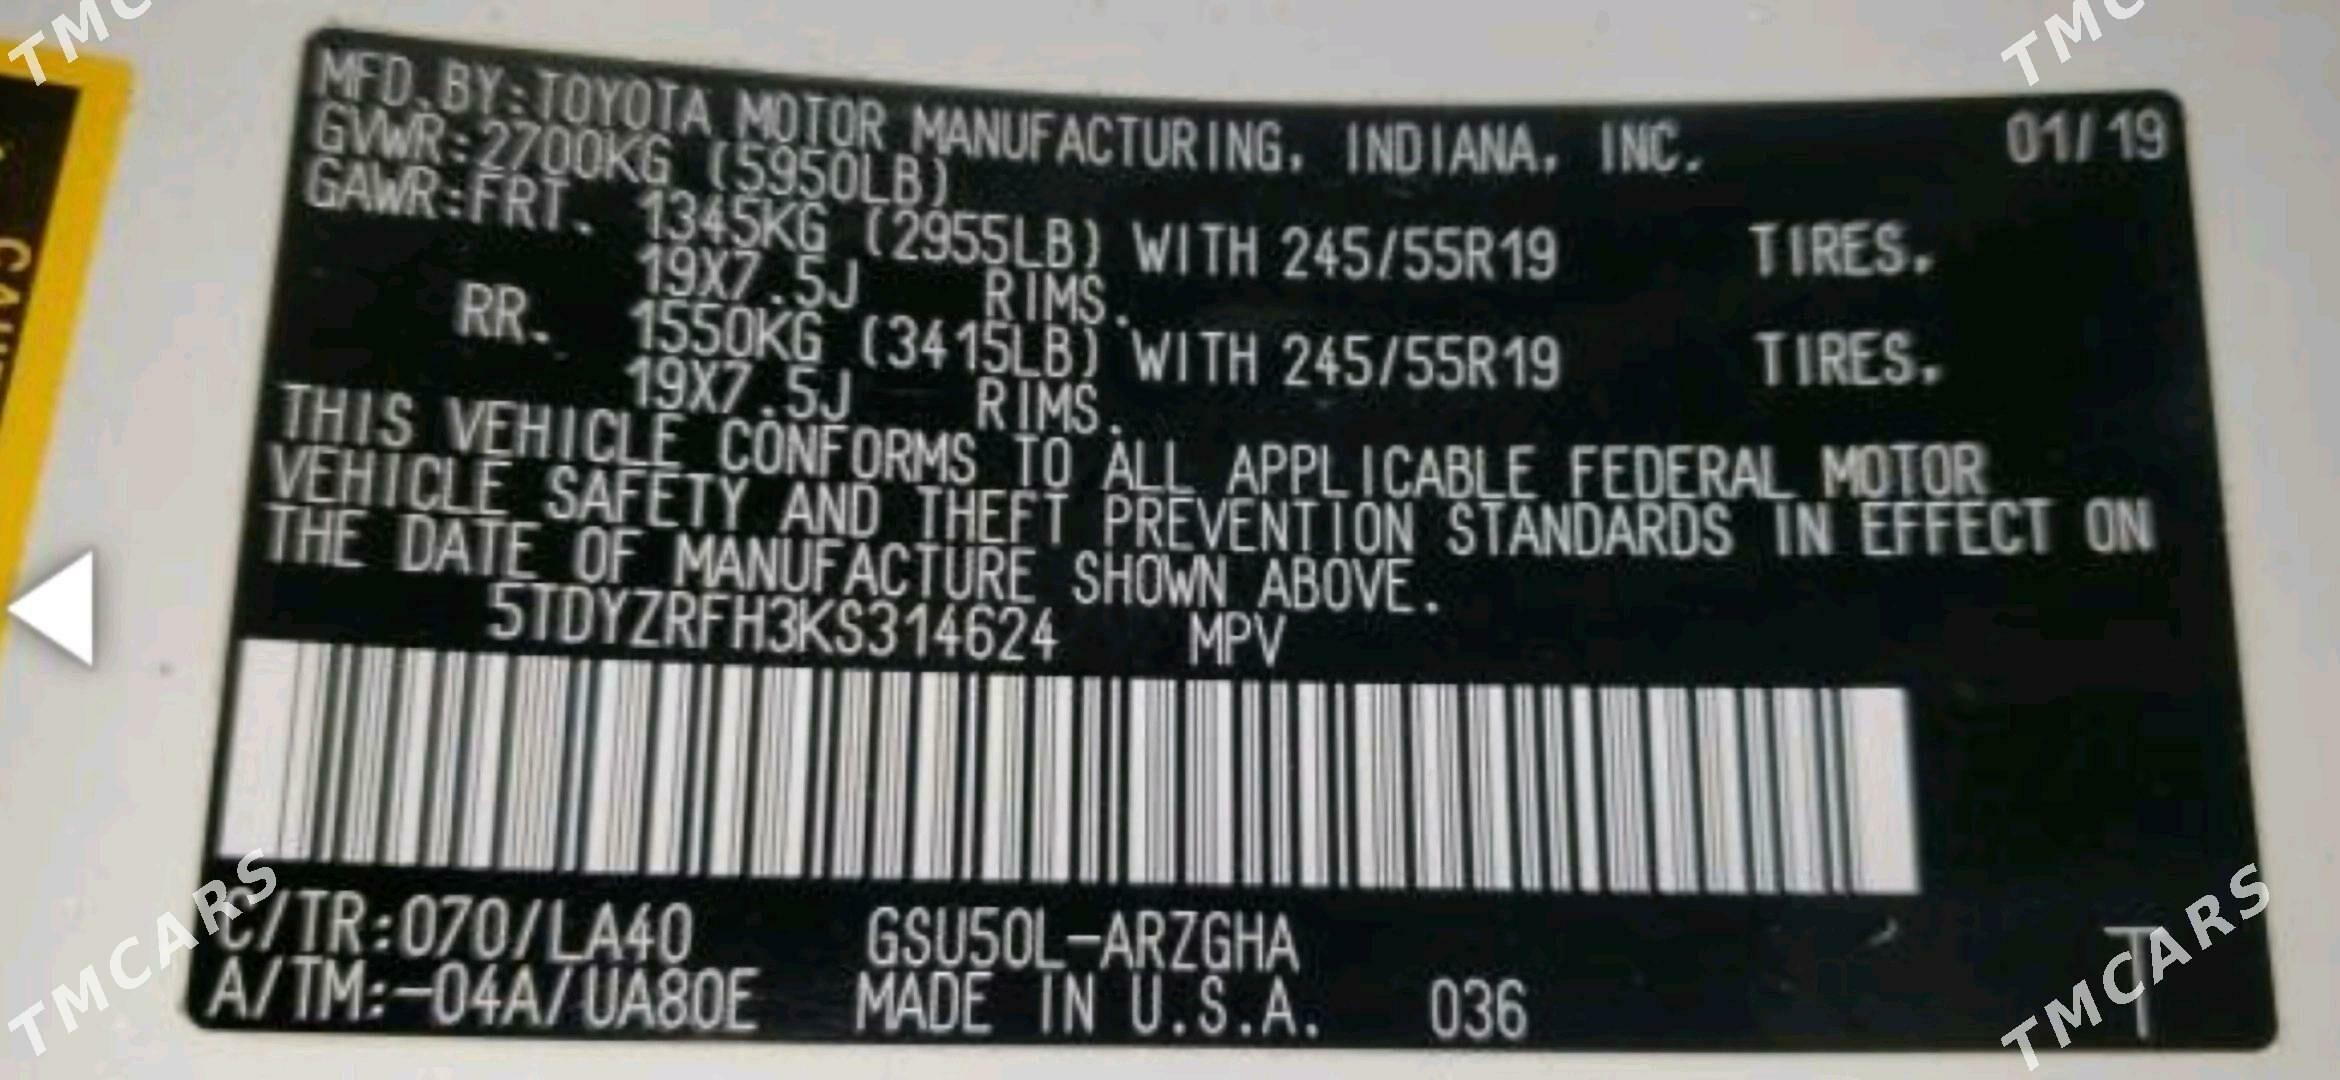 MFD.BY:TOYOTA MOTOR MANUFACTURING, INDIANA, INC. 01/19
GVWR:2700KG (5950LB)
GAWR:FRT. 1345KG (2955LB) WITH 245/55R19 TIRES.
19X7.5J RIMS.
RR. 1550KG (3415LB) WITH 245/55R19 TIRES.
19X7.5J RIMS.
THIS VEHICLE CONFORMS TO ALL APPLICABLE FEDERAL MOTOR
VEHICLE SAFETY AND THEFT PREVENTION STANDARDS IN EFFECT ON
THE DATE OF MANUFACTURE SHOWN ABOVE.
5TDYZRFH3KS314624 MPV
C/TR:070/LA40 GSU50L-ARZGHA
A/TM:-04A/UA80E MADE IN U.S.A. 036
T
TMCARS
TMCARS